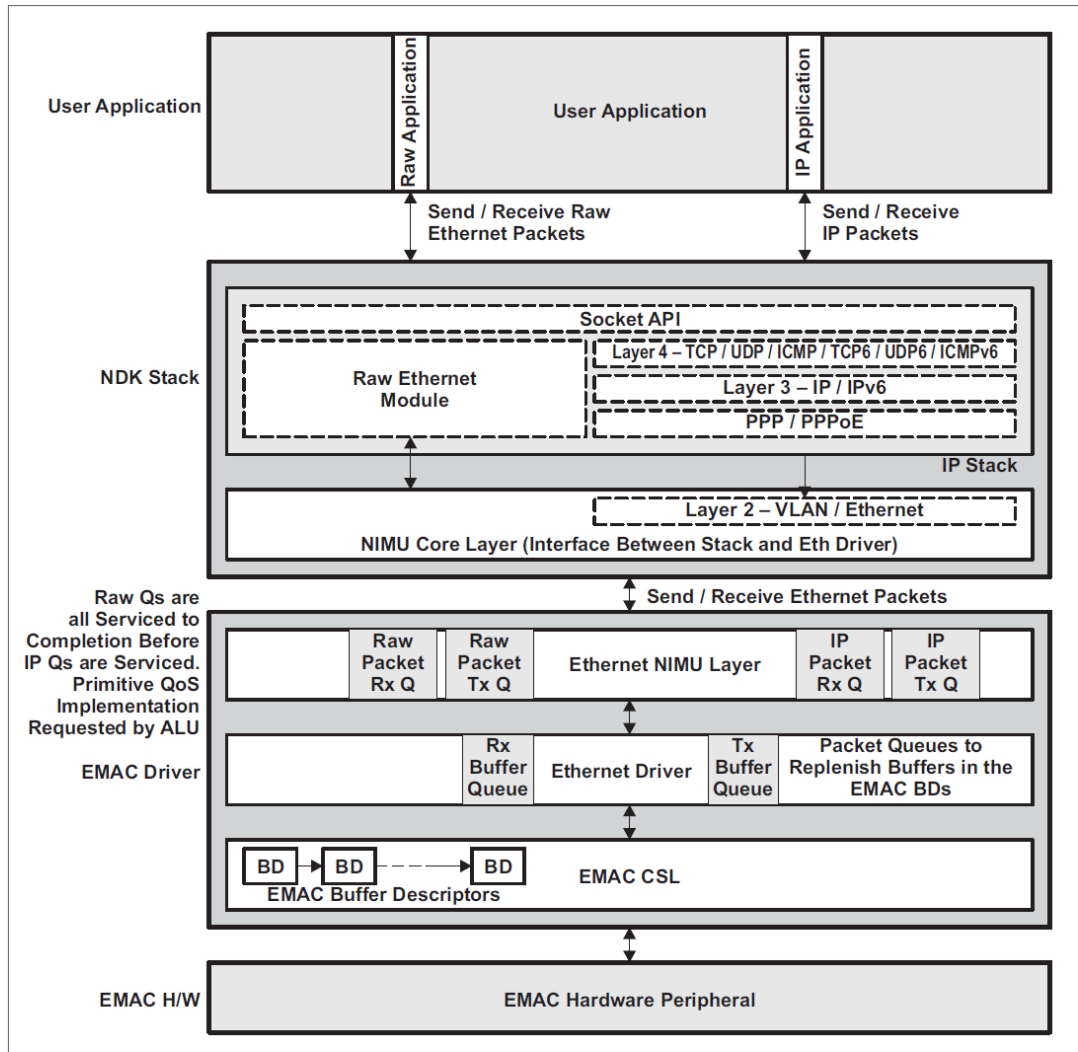 User Application
Raw Application
User Application
IP Application
Send / Receive Raw
Ethernet Packets
Send / Receive
IP Packets
NDK Stack
Socket API
Raw Ethernet
Module
Layer 4 – TCP / UDP / ICMP / TCP6 / UDP6 / ICMPv6
Layer 3 – IP / IPv6
PPP / PPPoE
IP Stack
Layer 2 – VLAN / Ethernet
NIMU Core Layer (Interface Between Stack and Eth Driver)
Raw Qs are
all Serviced to
Completion Before
IP Qs are Serviced.
Primitive QoS
Implementation
Requested by ALU
Send / Receive Ethernet Packets
Raw
Packet
Rx Q
Raw
Packet
Tx Q
Ethernet NIMU Layer
IP
Packet
Rx Q
IP
Packet
Tx Q
EMAC Driver
Rx
Buffer
Queue
Ethernet Driver
Tx
Buffer
Queue
Packet Queues to
Replenish Buffers in the
EMAC BDs
BD
BD
BD
EMAC Buffer Descriptors
EMAC CSL
EMAC H/W
EMAC Hardware Peripheral